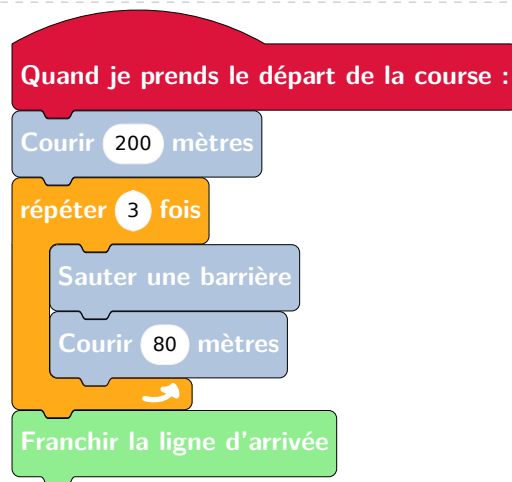 Quand je prends le départ de la course :
Courir 200 mètres
répéter 3 fois
Sauter une barrière
Courir 80 mètres
Franchir la ligne d'arrivée